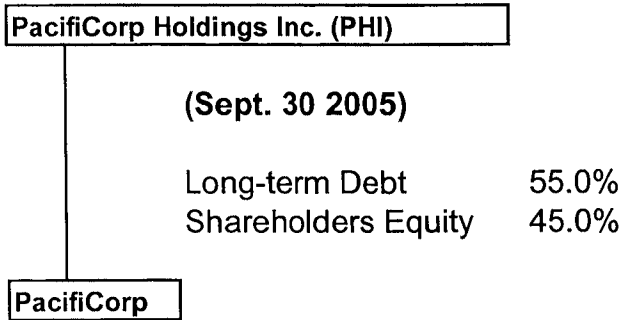 PacifiCorp Holdings Inc. (PHI)
(Sept. 30 2005)
Long-term Debt 55.0%
Shareholders Equity 45.0%
PacifiCorp